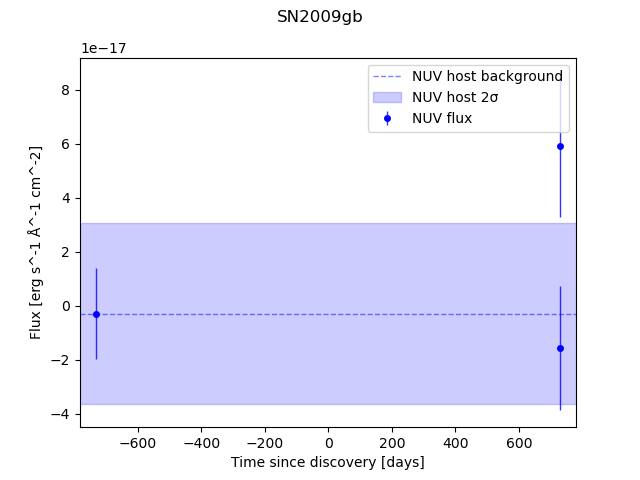 SN2009gb
1e−17
NUV host background
NUV host 2σ
NUV flux
8
6
4
2
0
−2
−4
Flux [erg s^-1 Å^-1 cm^-2]
−600
−400
−200
0
200
400
600
Time since discovery [days]